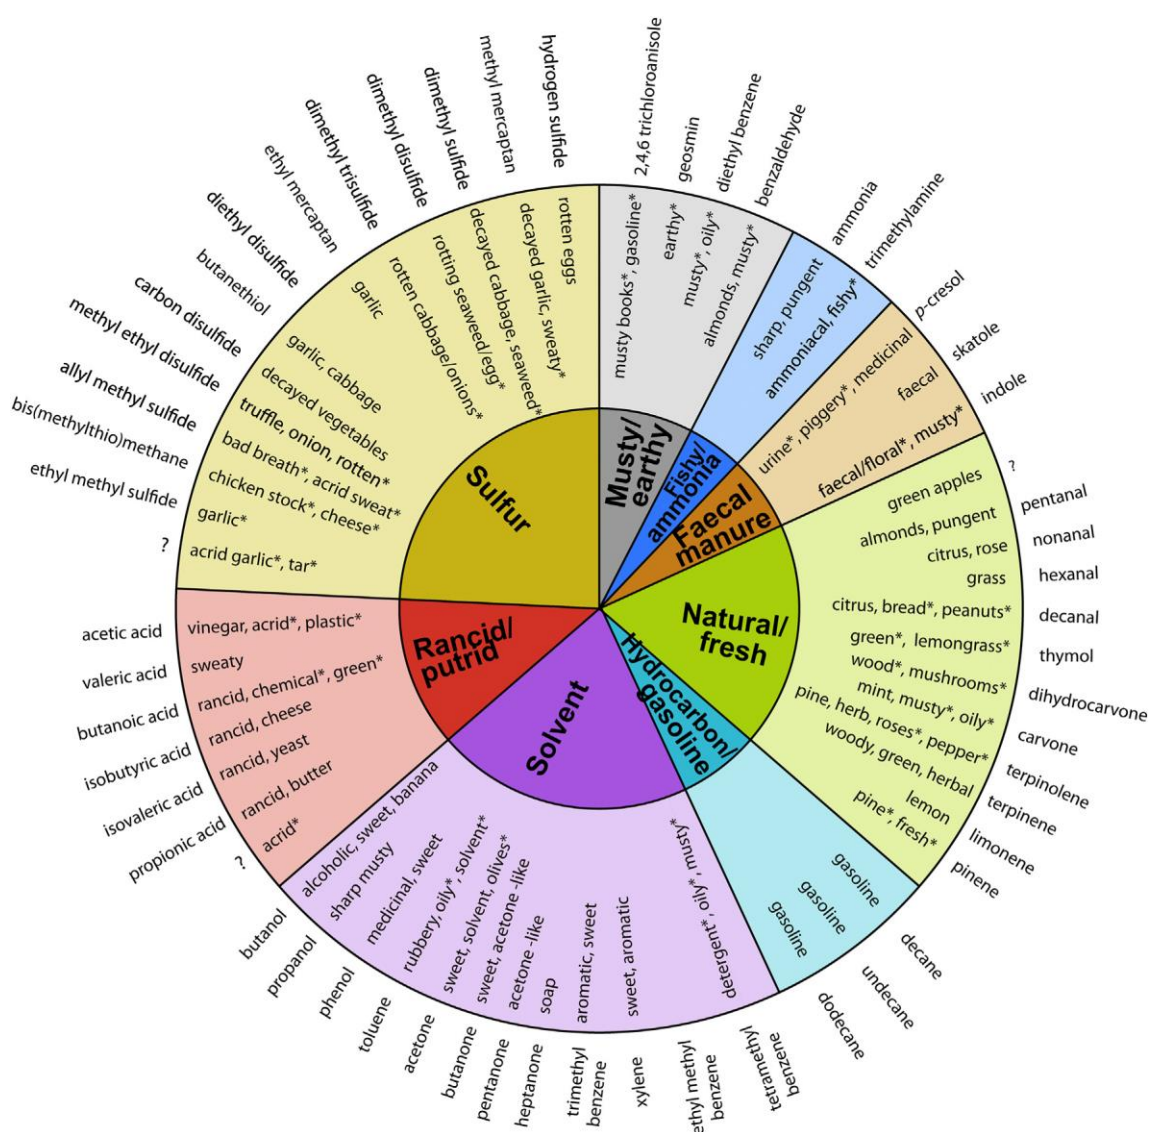 hydrogen sulfide
methyl mercaptan
dimethyl sulfide
dimethyl disulfide
dimethyl trisulfide
ethyl mercaptan
diethyl disulfide
butanethiol
carbon disulfide
methyl ethyl disulfide
allyl methyl sulfide
bis(methylthio)methane
ethyl methyl sulfide
?
rotten eggs
decayed garlic, sweaty*
decayed cabbage, seaweed*
rotting seaweed/egg*
rotten cabbage/onions*
garlic
garlic, cabbage
decayed vegetables
truffle, onion, rotten*
bad breath*, acid sweat*
chicken stock*, cheese*
garlic*
acrid garlic*, tar*
Sulfur
2,4,6 trichloroanisole
geosmin
diethyl benzene
benzaldehyde
musty books*, gasoline*
earthy*
musty*, oily*
almonds, musty*
Musty/
earthy
ammonia
trimethylamine
sharp, pungent
ammoniacal, fishy*
Fishy/
ammonia
p-cresol
skatole
indole
urine*, piggery*, medicinal
faecal
faecal/floral*, musty*
Faecal
manure
?
pentanal
nonanal
hexanal
decanal
thymol
dihydrocarvone
carvone
terpinolene
terpinene
limonene
pinene
green apples
almonds, pungent
citrus, rose
grass
citrus, bread*, peanuts*
green*, lemongrass*
wood*, mushrooms*
mint, musty*, oily*
pine, herb, roses*, pepper*
woody, green, herbal
lemon
pine*, fresh*
Natural/
fresh
decane
undecane
dodecane
gasoline
gasoline
gasoline
Hydrocarbon/
gasoline
tetramethyl
benzene
ethyl methyl
benzene
xylene
trimethyl
benzene
heptanone
pentanone
butanone
acetone
toluene
phenol
propanol
butanol
detergent*, oily*, musty*
sweet, aromatic
aromatic, sweet
soap
acetone -like
sweet, acetone -like
sweet, solvent, olives*
rubbery, oily*, solvent*
medicinal, sweet
sharp musty
alcoholic, sweet, banana
Solvent
acetic acid
valeric acid
butanoic acid
isobutyric acid
isovaleric acid
propionic acid
?
vinegar, acrid*, plastic*
sweaty
rancid, chemical*, green*
rancid, cheese
rancid, yeast
rancid, butter
acrid*
Rancid/
putrid